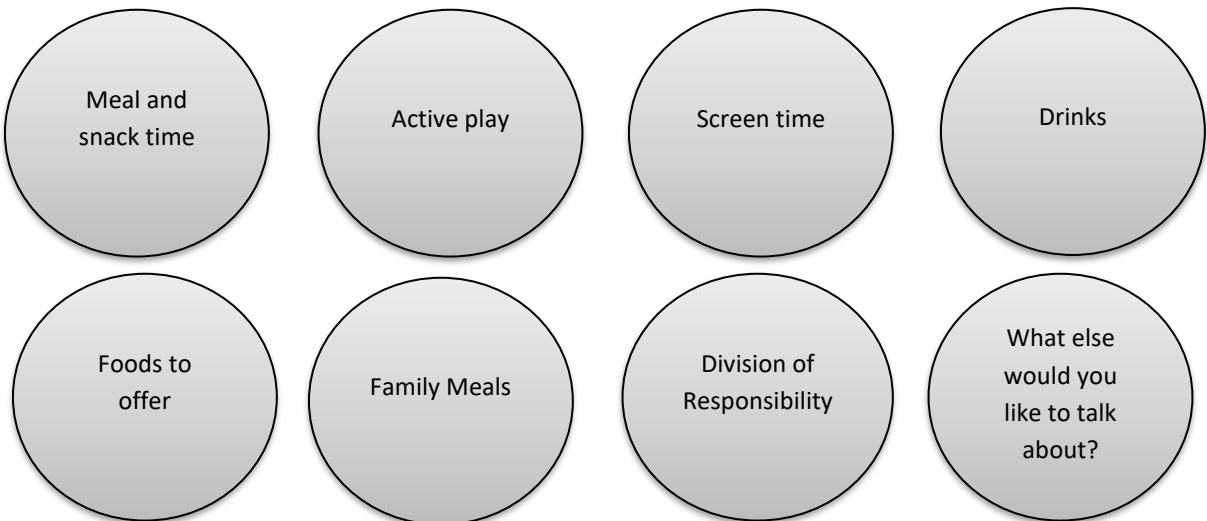 Meal and
snack time
Active play
Screen time
Drinks
Foods to
offer
Family Meals
Division of
Responsibility
What else
would you
like to talk
about?